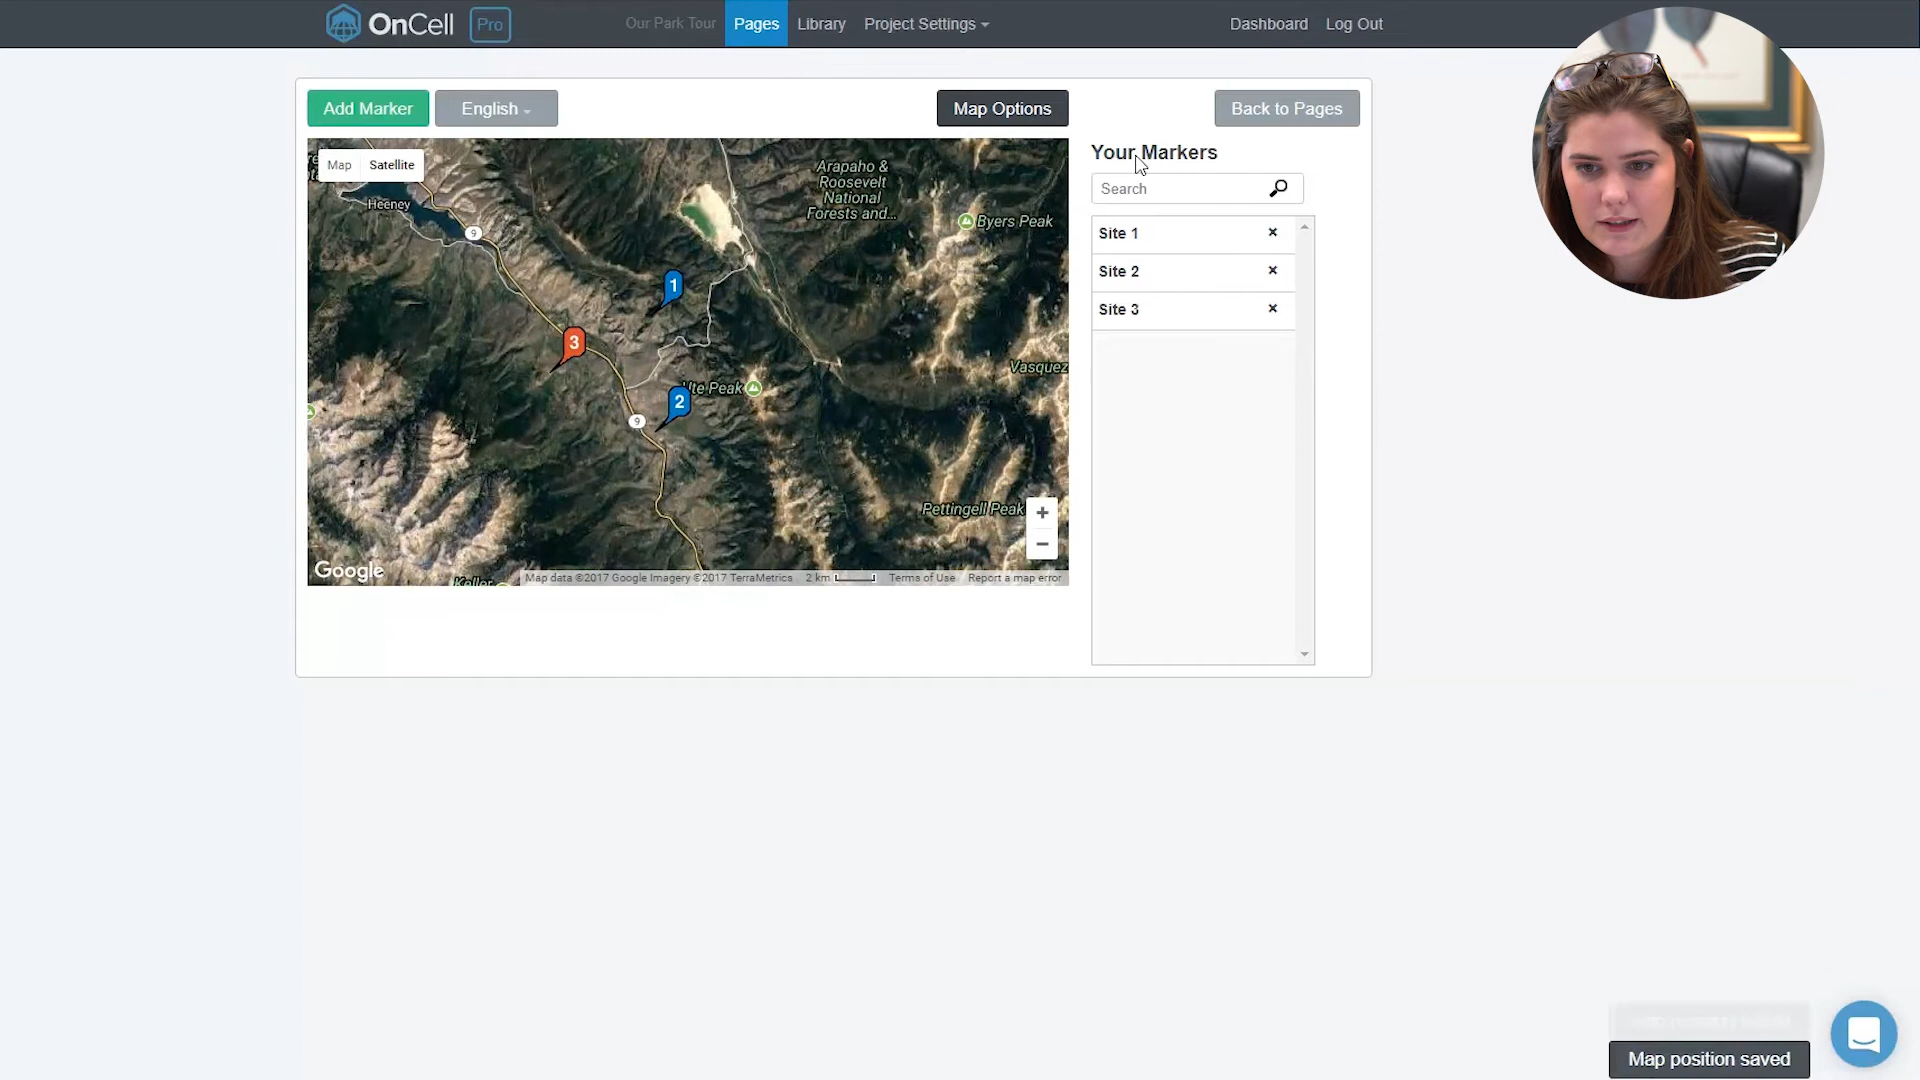 OnCell Pro
Our Park Tour
Pages
Library
Project Settings
Dashboard
Log Out
Add Marker
English
Map Options
Back to Pages
Map
Satellite
Heeney
9
Arapaho &
Roosevelt
National
Forests and...
Byers Peak
1
3
Vasquez
Ute Peak
2
9
Pettingell Peak
+
−
Google
Keller
Map data ©2017 Google Imagery ©2017 TerraMetrics
2 km
Terms of Use
Report a map error
Your Markers
Search
Site 1 ×
Site 2 ×
Site 3 ×
Map position saved